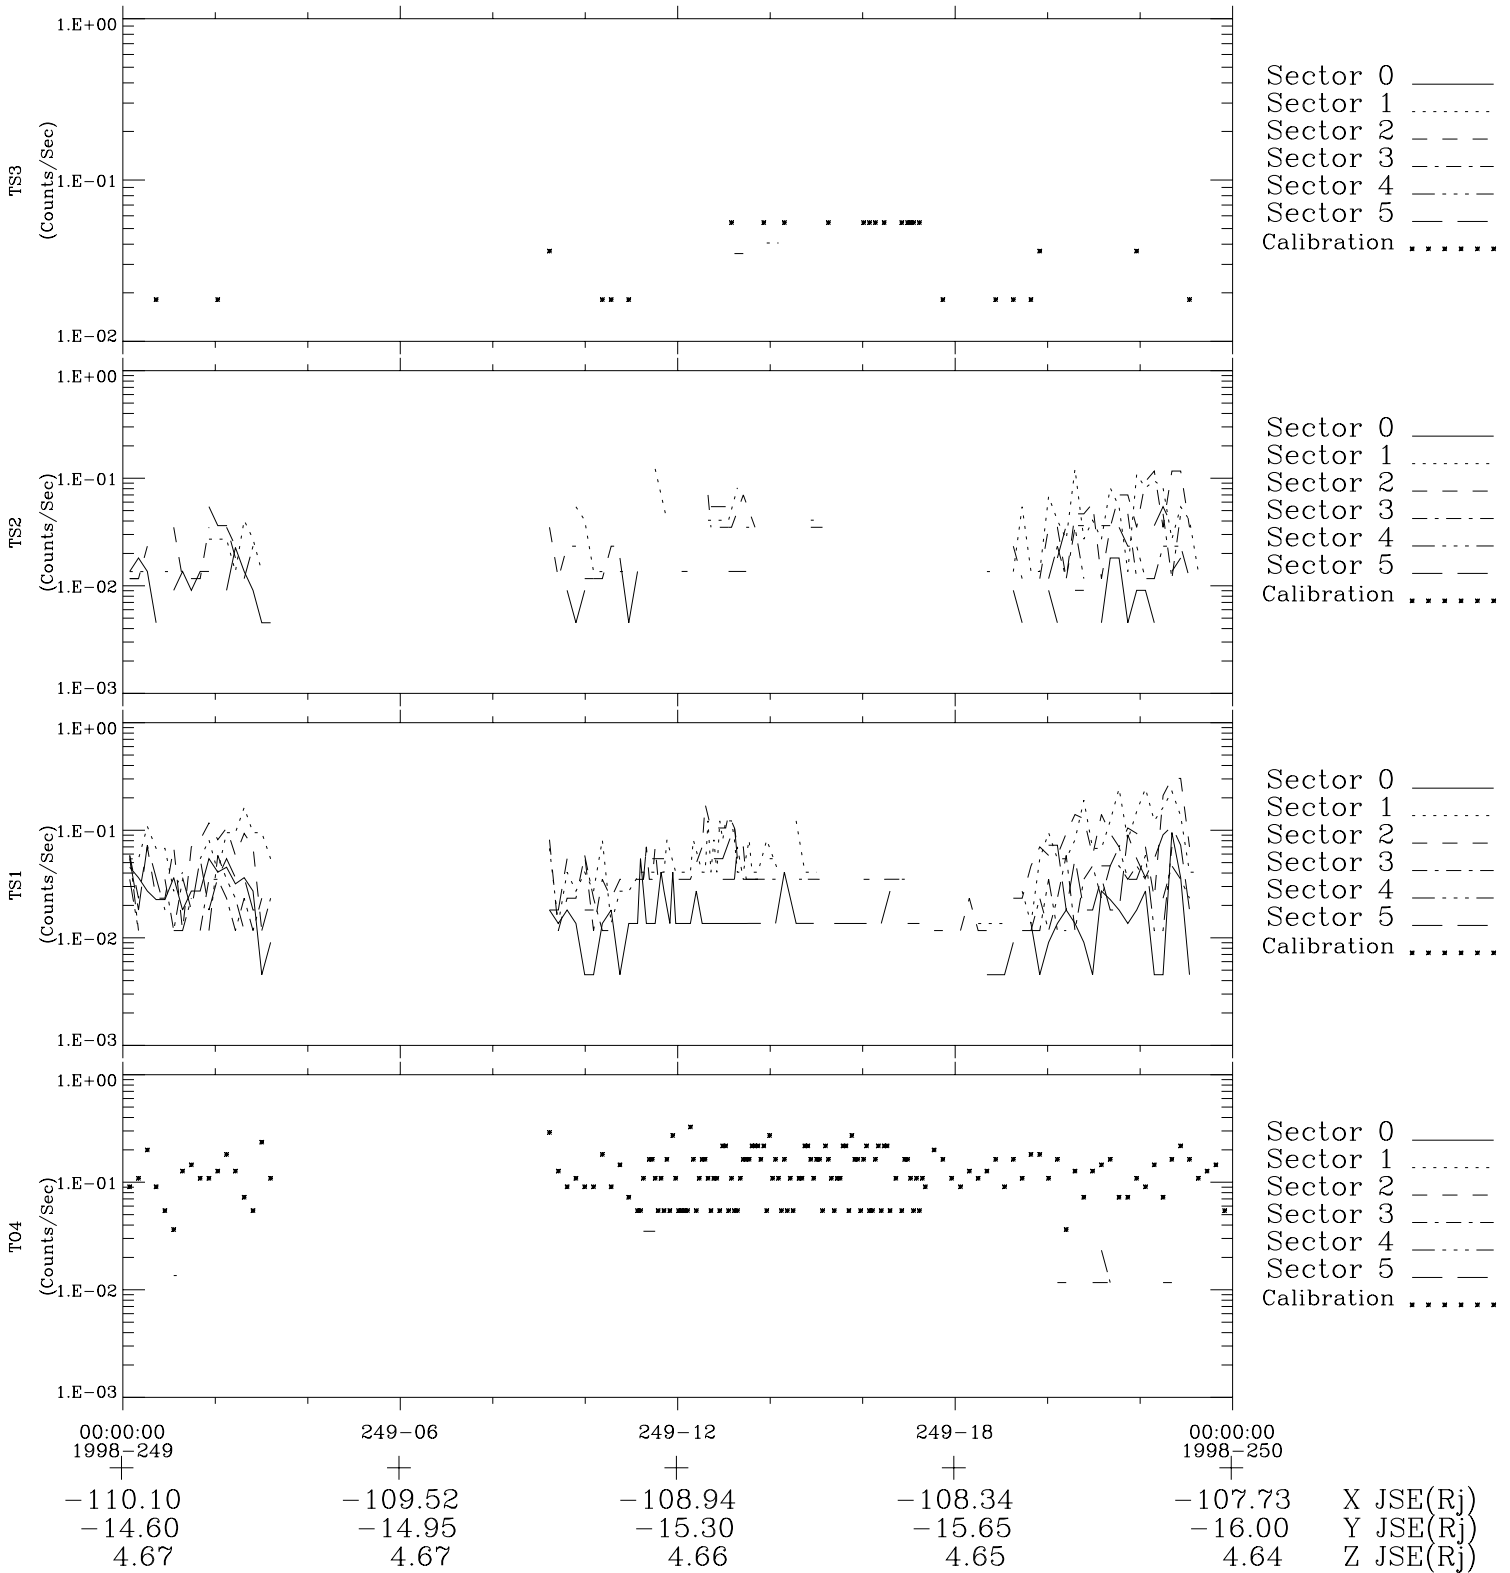 1.E+00
1.E-01
1.E-02
TS3
(Counts/Sec)
Sector 0
Sector 1
Sector 2
Sector 3
Sector 4
Sector 5
Calibration
1.E+00
1.E-01
1.E-02
1.E-03
TS2
(Counts/Sec)
Sector 0
Sector 1
Sector 2
Sector 3
Sector 4
Sector 5
Calibration
1.E+00
1.E-01
1.E-02
1.E-03
TS1
(Counts/Sec)
Sector 0
Sector 1
Sector 2
Sector 3
Sector 4
Sector 5
Calibration
1.E+00
1.E-01
1.E-02
1.E-03
TO4
(Counts/Sec)
Sector 0
Sector 1
Sector 2
Sector 3
Sector 4
Sector 5
Calibration
00:00:00 249-06 249-12 249-18 00:00:00
1998-249 1998-250
-110.10 -109.52 -108.94 -108.34 -107.73 X JSE(Rj)
-14.60 -14.95 -15.30 -15.65 -16.00 Y JSE(Rj)
4.67 4.67 4.66 4.65 4.64 Z JSE(Rj)